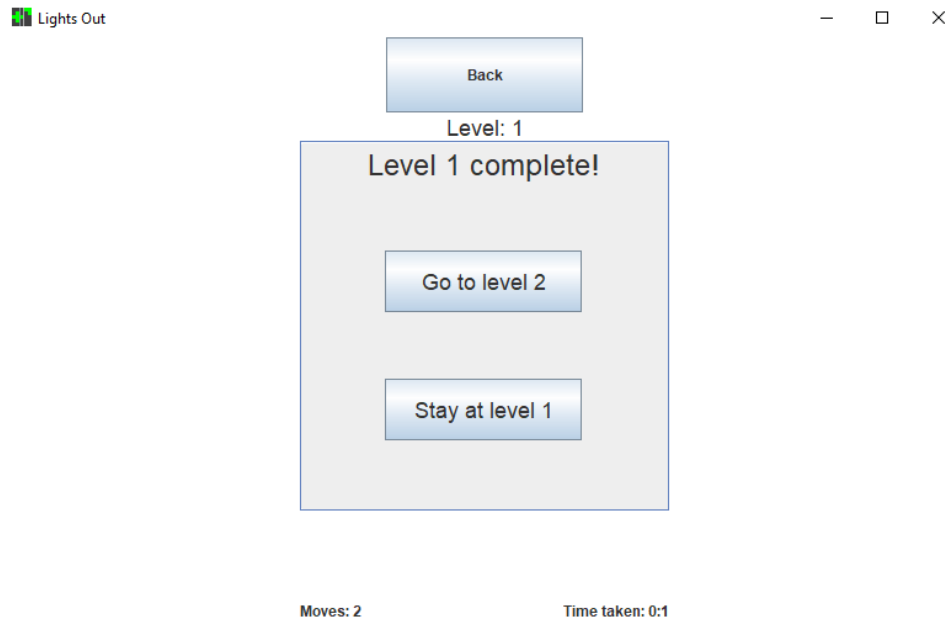 Lights Out
Back
Level: 1
Level 1 complete!
Go to level 2
Stay at level 1
Moves: 2
Time taken: 0:1